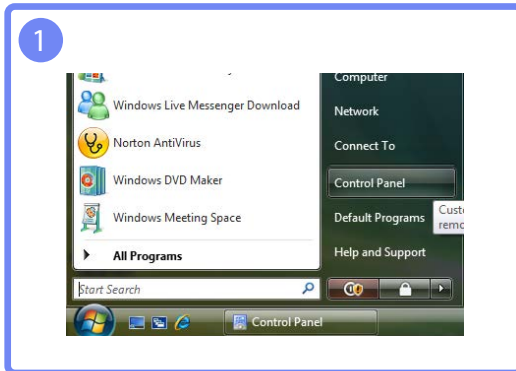 1
Computer
Windows Live Messenger Download
Network
Norton AntiVirus
Connect To
Windows DVD Maker
Control Panel
Windows Meeting Space
Default Programs
All Programs
Help and Support
Start Search
Control Panel